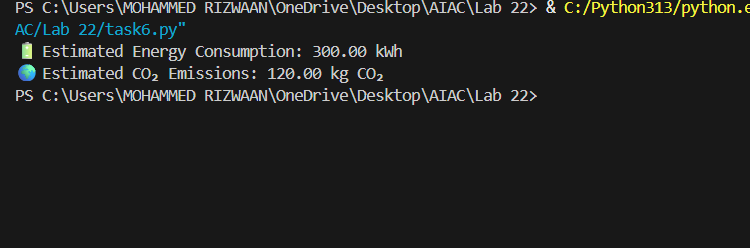 PS C:\Users\MOHAMMED RIZWAAN\OneDrive\Desktop\AIAC\Lab 22> & C:/Python313/python.e
AC/Lab 22/task6.py"
🔋 Estimated Energy Consumption: 300.00 kWh
🌍 Estimated CO₂ Emissions: 120.00 kg CO₂
PS C:\Users\MOHAMMED RIZWAAN\OneDrive\Desktop\AIAC\Lab 22>